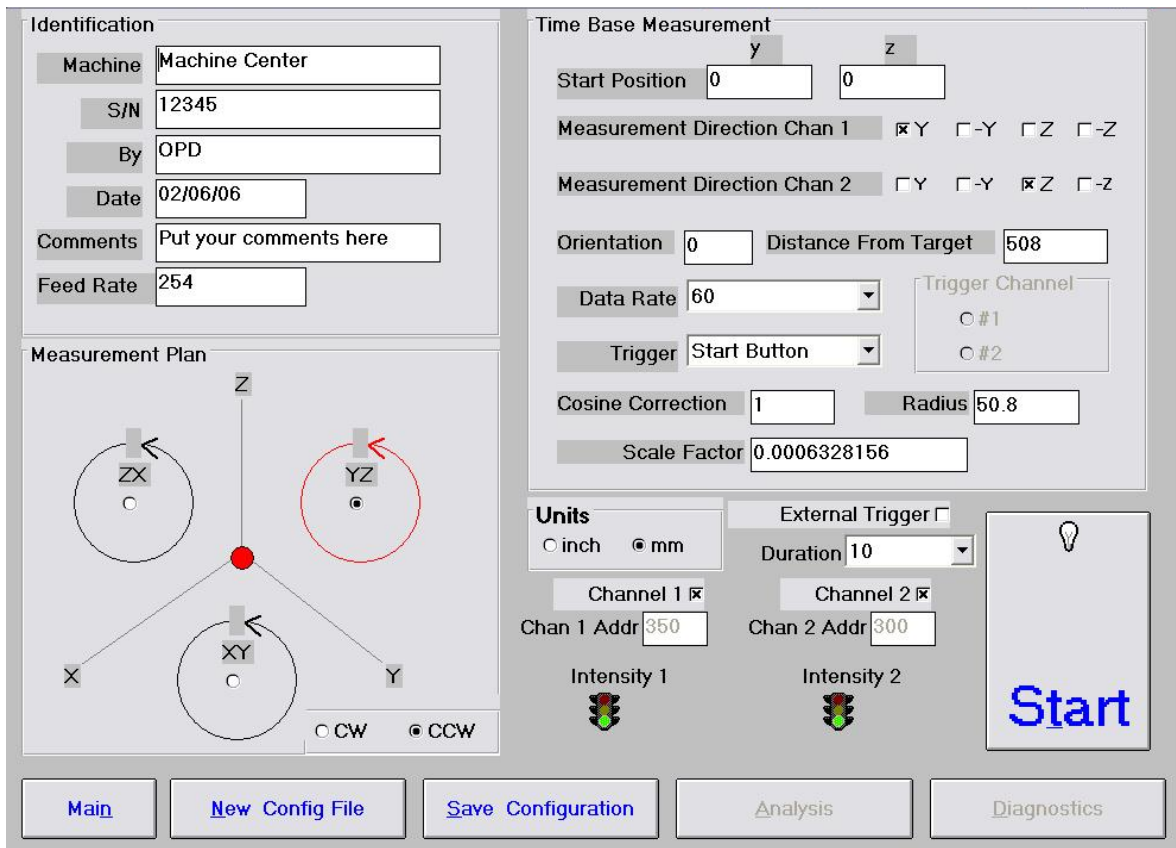 Identification
Machine Machine Center
S/N 12345
By OPD
Date 02/06/06
Comments Put your comments here
Feed Rate 254
Measurement Plan
Z
ZX
YZ
XY
X
Y
CW CCW
Time Base Measurement
y z
Start Position 0 0
Measurement Direction Chan 1 Y -Y Z -Z
Measurement Direction Chan 2 Y -Y Z -z
Orientation 0 Distance From Target 508
Data Rate 60
Trigger Channel
#1
#2
Trigger Start Button
Cosine Correction 1 Radius 50.8
Scale Factor 0.0006328156
Units
inch mm
External Trigger
Duration 10
Channel 1 Channel 2
Chan 1 Addr 350 Chan 2 Addr 300
Intensity 1 Intensity 2
Start
Main New Config File Save Configuration Analysis Diagnostics